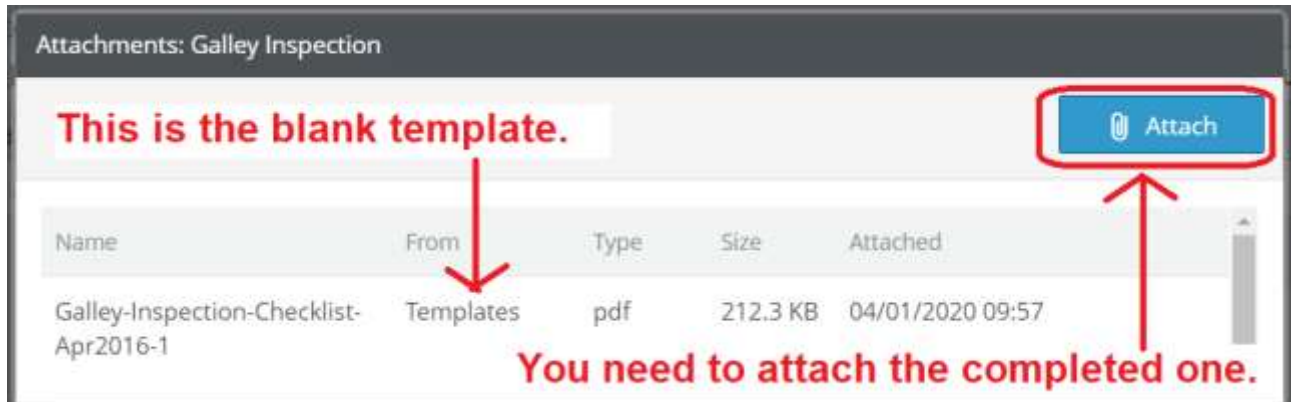 Attachments: Galley Inspection
This is the blank template.
Attach
Name From Type Size Attached
Galley-Inspection-Checklist- Templates pdf 212.3 KB 04/01/2020 09:57
Apr2016-1
You need to attach the completed one.